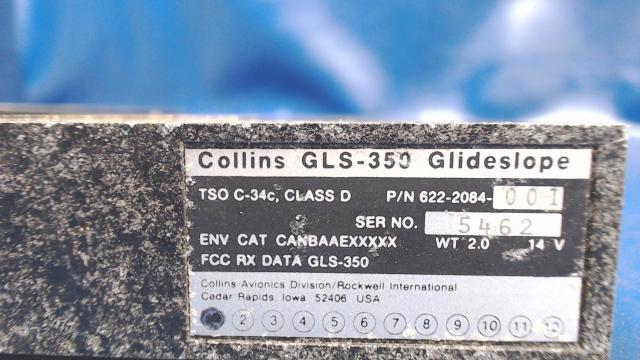 Collins GLS-350 Glideslope
TSO C-34c, CLASS D P/N 622-2084-001
SER NO. 5462
ENV CAT CANBAAEXXXXX WT 2.0 14 V
FCC RX DATA GLS-350
Collins Avionics Division/Rockwell International
Cedar Rapids, Iowa 52406 USA
2 3 4 5 6 7 8 9 10 11 12